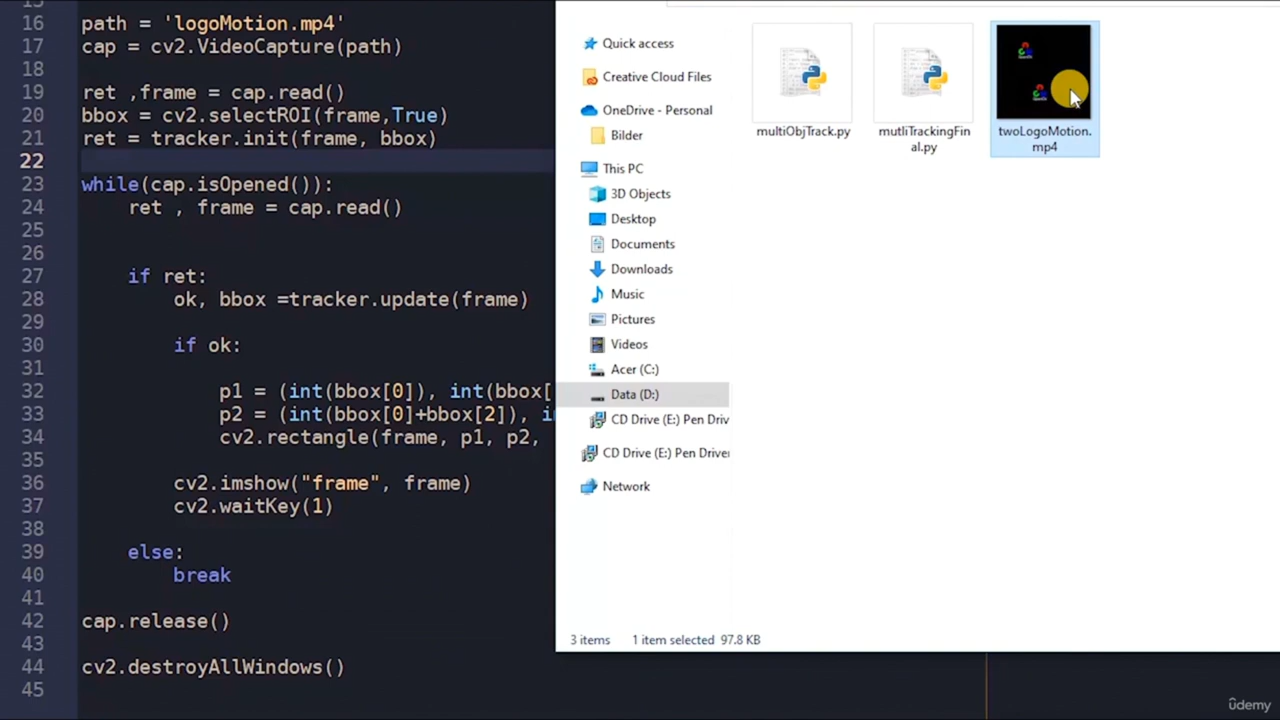 15
16 path = 'logoMotion.mp4'
17 cap = cv2.VideoCapture(path)
18
19 ret ,frame = cap.read()
20 bbox = cv2.selectROI(frame,True)
21 ret = tracker.init(frame, bbox)
22
23 while(cap.isOpened()):
24 ret , frame = cap.read()
25
26
27 if ret:
28 ok, bbox =tracker.update(frame)
29
30 if ok:
31
32 p1 = (int(bbox[0]), int(bbox[
33 p2 = (int(bbox[0]+bbox[2]), i
34 cv2.rectangle(frame, p1, p2,
35
36 cv2.imshow("frame", frame)
37 cv2.waitKey(1)
38
39 else:
40 break
41
42 cap.release()
43
44 cv2.destroyAllWindows()
45
Quick access
Creative Cloud Files
OneDrive - Personal
Bilder
This PC
3D Objects
Desktop
Documents
Downloads
Music
Pictures
Videos
Acer (C:)
Data (D:)
CD Drive (E:) Pen Driv
CD Drive (E:) Pen Drive
Network
multiObjTrack.py
mutliTrackingFin
al.py
twoLogoMotion.
mp4
3 items 1 item selected 97.8 KB
ûdemy